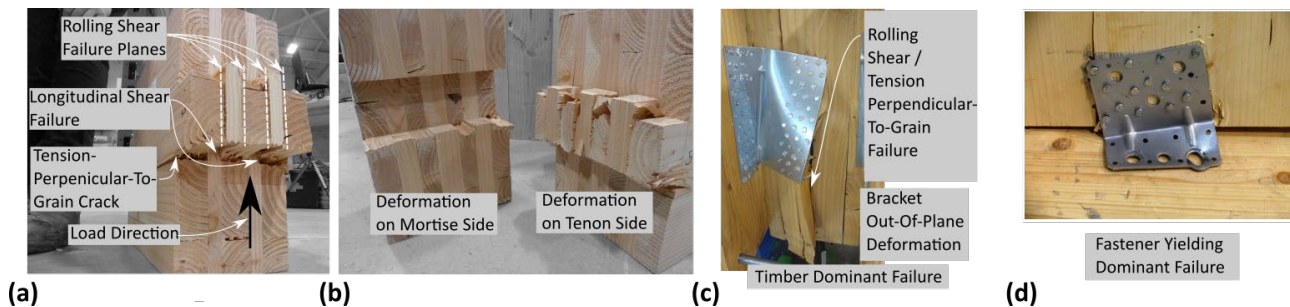 Rolling Shear
Failure Planes
Longitudinal Shear
Failure
Tension-
Perpenicular-To-
Grain Crack
Load Direction
(a)
Deformation
on Mortise Side
Deformation
on Tenon Side
(b)
Rolling
Shear /
Tension
Perpendicular-
To-Grain
Failure
Bracket
Out-Of-Plane
Deformation
Timber Dominant Failure
(c)
Fastener Yielding
Dominant Failure
(d)